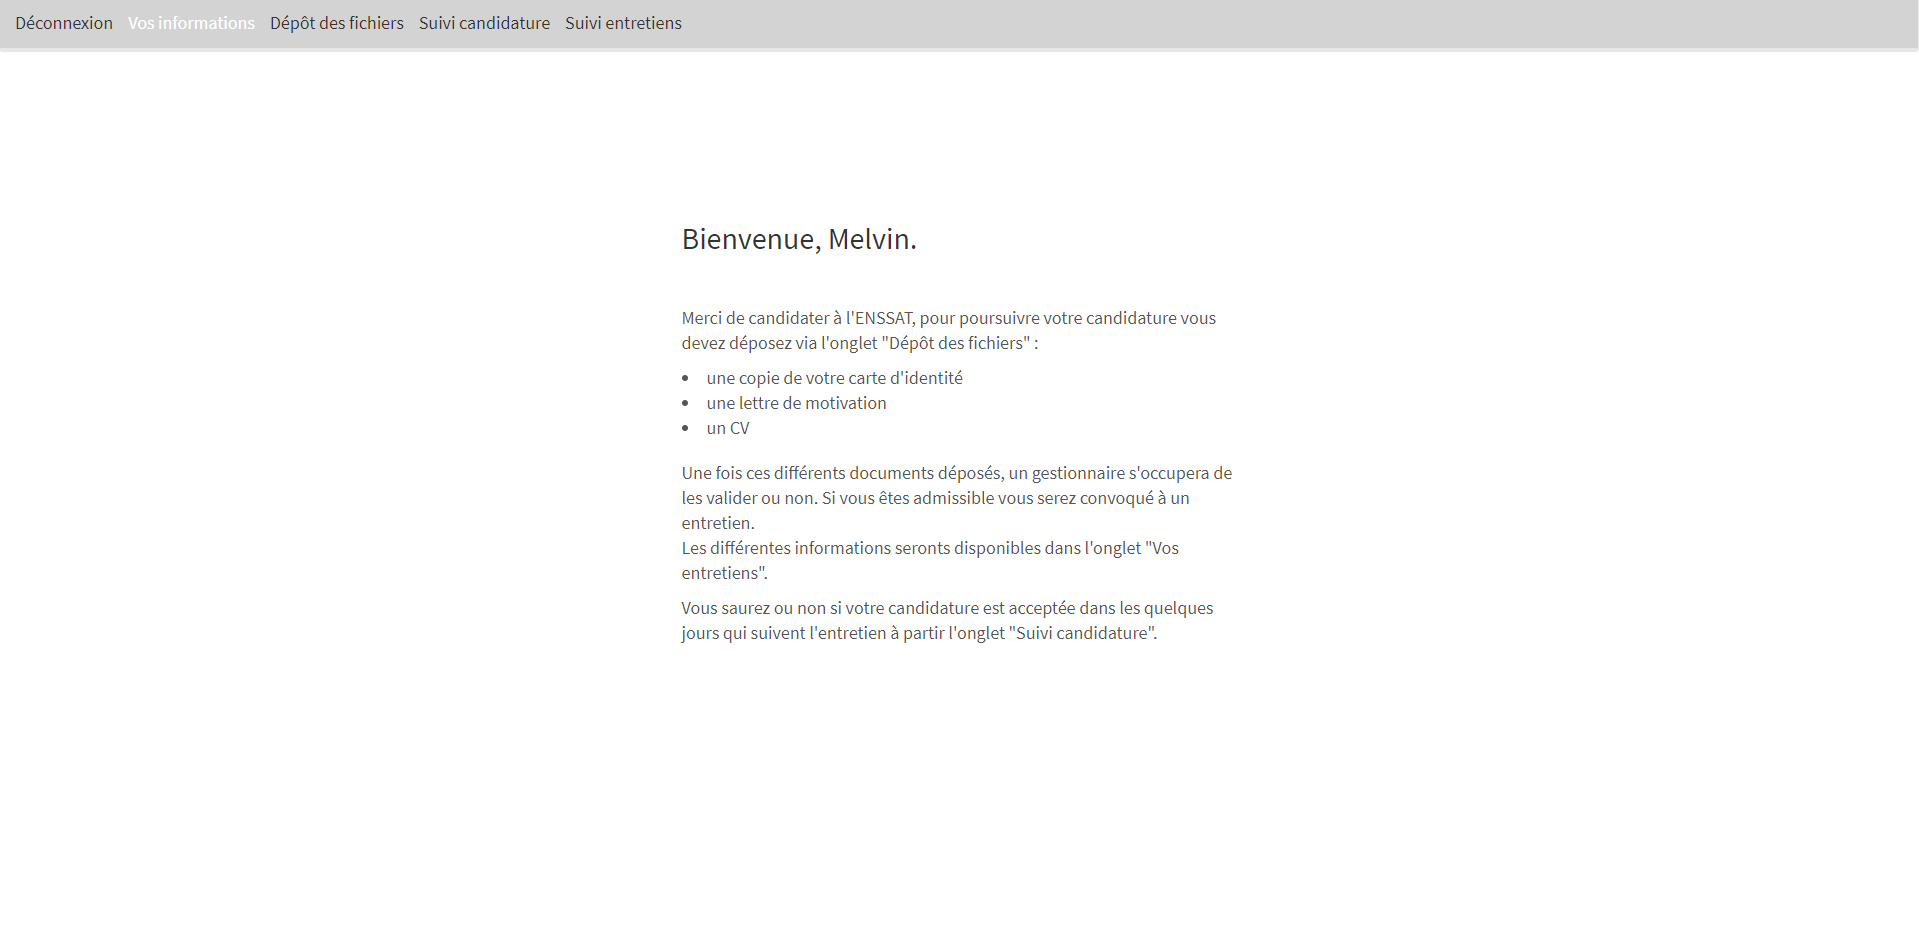 Déconnexion Vos informations Dépôt des fichiers Suivi candidature Suivi entretiens
Bienvenue, Melvin.
Merci de candidater à l'ENSSAT, pour poursuivre votre candidature vous
devez déposez via l'onglet "Dépôt des fichiers" :
• une copie de votre carte d'identité
• une lettre de motivation
• un CV
Une fois ces différents documents déposés, un gestionnaire s'occupera de
les valider ou non. Si vous êtes admissible vous serez convoqué à un
entretien.
Les différentes informations seronts disponibles dans l'onglet "Vos
entretiens".
Vous saurez ou non si votre candidature est acceptée dans les quelques
jours qui suivent l'entretien à partir l'onglet "Suivi candidature".